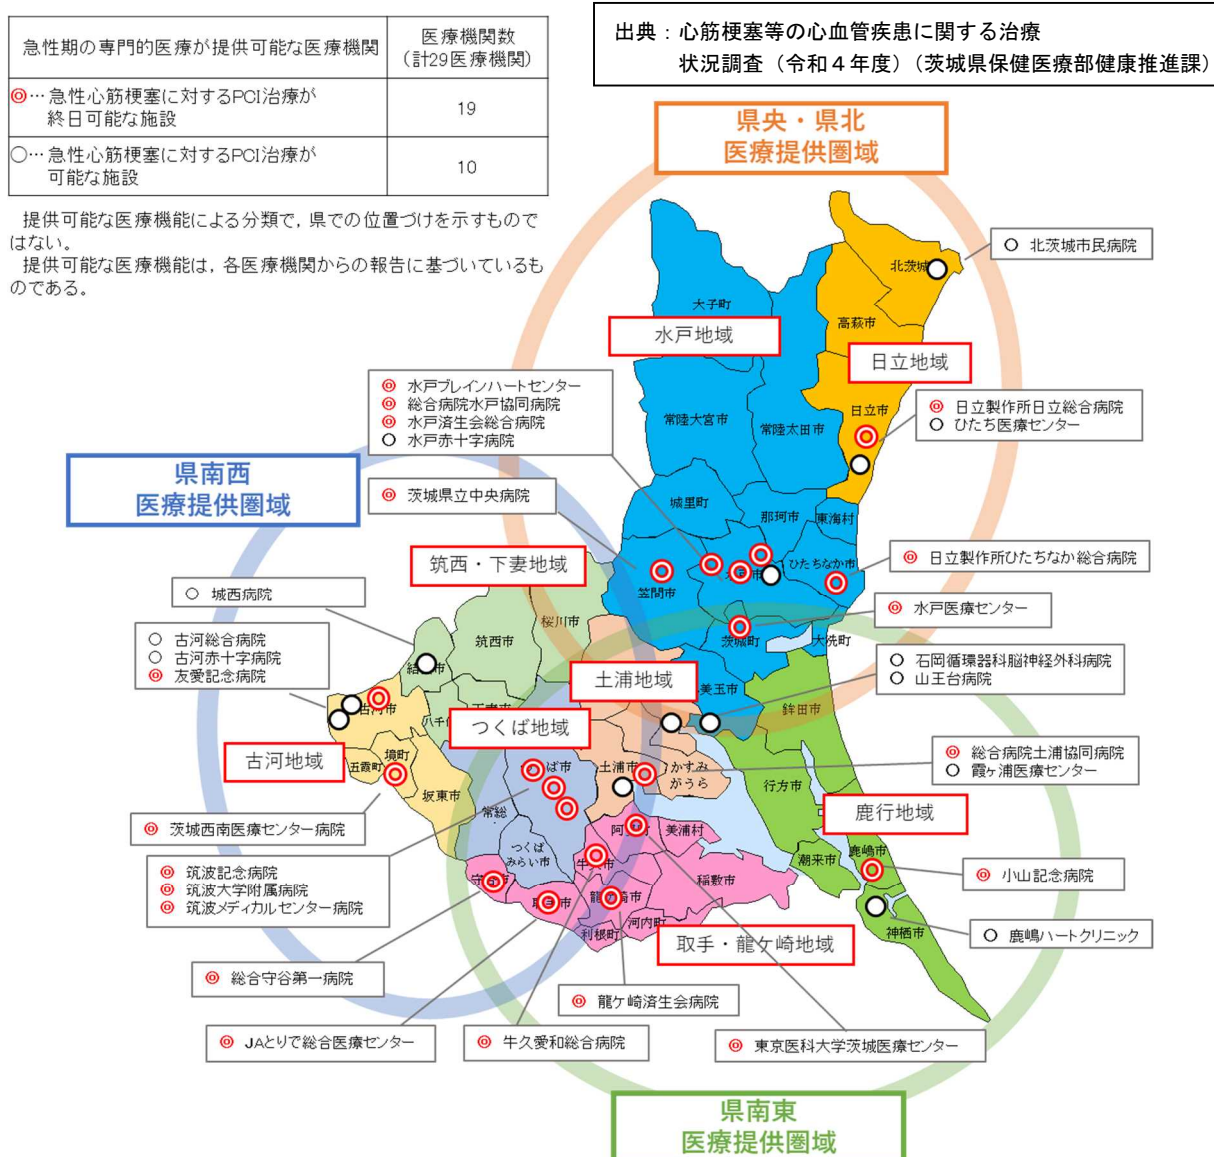 急性期の専門的医療が提供可能な医療機関
医療機関数
(計29医療機関)
◎… 急性心筋梗塞に対するPCI治療が
終日可能な施設
19
○… 急性心筋梗塞に対するPCI治療が
可能な施設
10
提供可能な医療機能による分類で，県での位置づけを示すもので
はない。
提供可能な医療機能は，各医療機関からの報告に基づいているも
のである。
出典：心筋梗塞等の心血管疾患に関する治療
状況調査（令和４年度）（茨城県保健医療部健康推進課）
県央・県北
医療提供圏域
○ 北茨城市民病院
北茨城
大子町
高萩市
水戸地域
日立地域
◎ 水戸ブレインハートセンター
◎ 総合病院水戸協同病院
◎ 水戸済生会総合病院
○ 水戸赤十字病院
常陸大宮市
常陸太田市
日立市
◎ 日立製作所日立総合病院
○ ひたち医療センター
県南西
医療提供圏域
◎ 茨城県立中央病院
城里町
那珂市
東海村
筑西・下妻地域
笠間市
ひたちなか市
◎ 日立製作所ひたちなか総合病院
○ 城西病院
◎ 水戸医療センター
桜川市
筑西市
茨城町
大洗町
○ 古河総合病院
○ 古河赤十字病院
◎ 友愛記念病院
○ 石岡循環器科脳神経外科病院
○ 山王台病院
土浦地域
美玉市
鉾田市
古河市
八千代
つくば地域
古河地域
境町
五霞町
坂東市
ば市
土浦市
かすみ
がうら
◎ 総合病院土浦協同病院
○ 霞ヶ浦医療センター
行方市
常総
鹿行地域
◎ 茨城西南医療センター病院
つくば
みらい市
美浦村
潮来市
鹿嶋市
◎ 筑波記念病院
◎ 筑波大学附属病院
◎ 筑波メディカルセンター病院
稲敷市
◎ 小山記念病院
利根町
河内町
神栖市
取手・龍ケ崎地域
○ 鹿嶋ハートクリニック
◎ 総合守谷第一病院
◎ 龍ケ崎済生会病院
◎ JAとりで総合医療センター
◎ 牛久愛和総合病院
◎ 東京医科大学茨城医療センター
県南東
医療提供圏域